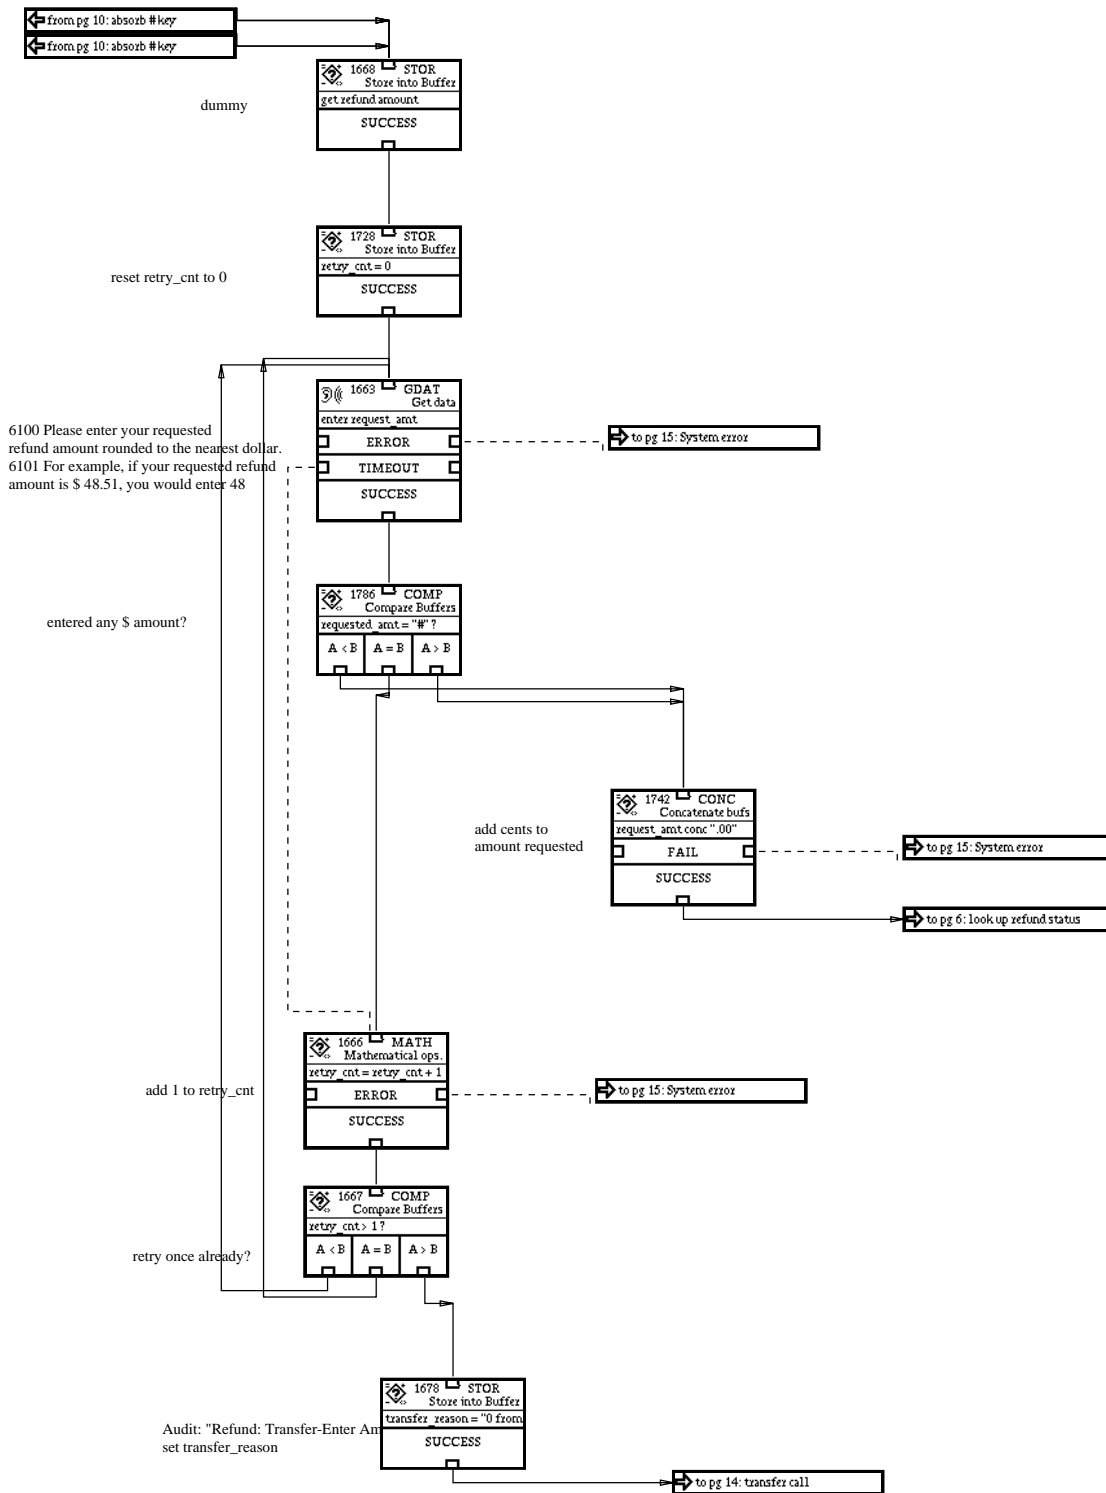 from pg 10: absorb # key
from pg 10: absorb # key
1668 STOR
Store into Buffer
get refund amount
SUCCESS
dummy
1728 STOR
Store into Buffer
retry_cnt = 0
SUCCESS
reset retry_cnt to 0
1663 GDAT
Get data
enter request_amt
ERROR
TIMEOUT
SUCCESS
to pg 15: System error
6100 Please enter your requested
refund amount rounded to the nearest dollar.
6101 For example, if your requested refund
amount is $ 48.51, you would enter 48
1786 COMP
Compare Buffers
requested_amt = "#" ?
A < B A = B A > B
entered any $ amount?
1742 CONC
Concatenate bufs
request_amt conc ".00"
FAIL
SUCCESS
add cents to
amount requested
to pg 15: System error
to pg 6: look up refund status
1666 MATH
Mathematical ops.
retry_cnt = retry_cnt + 1
ERROR
SUCCESS
add 1 to retry_cnt
to pg 15: System error
1667 COMP
Compare Buffers
retry_cnt > 1 ?
A < B A = B A > B
retry once already?
1678 STOR
Store into Buffer
transfer_reason = "0 from
SUCCESS
Audit: "Refund: Transfer-Enter Am
set transfer_reason
to pg 14: transfer call